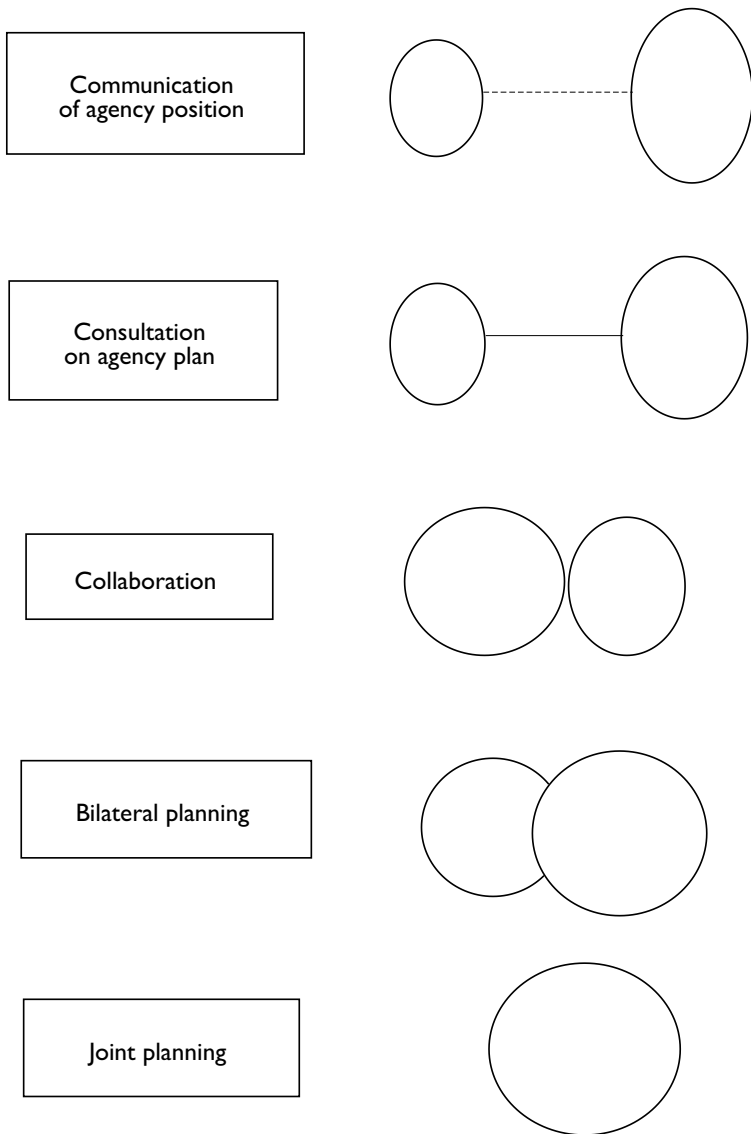 Communication
of agency position
Consultation
on agency plan
Collaboration
Bilateral planning
Joint planning